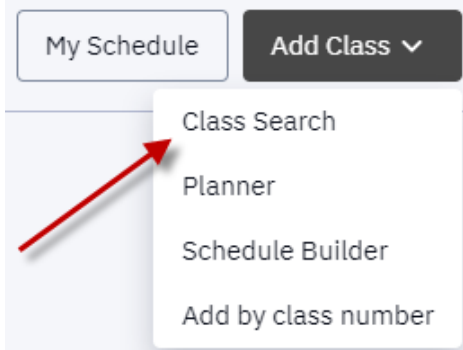 My Schedule
Add Class
Class Search
Planner
Schedule Builder
Add by class number